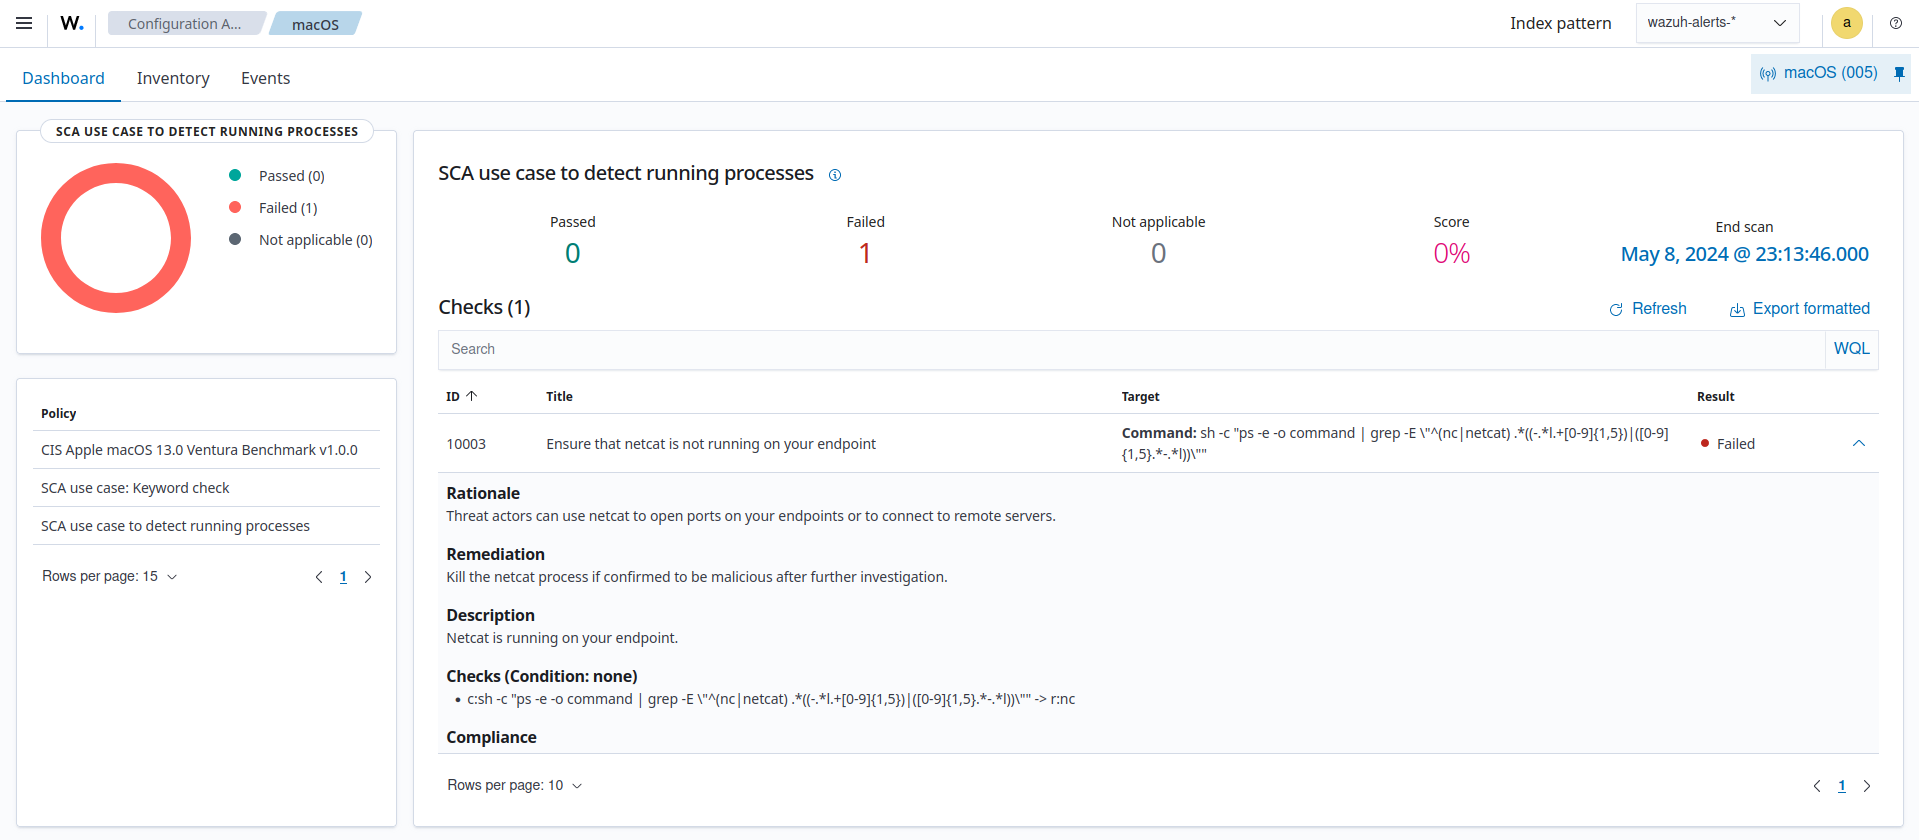 W.
Configuration A...
macOS
Index pattern
wazuh-alerts-*
a
Dashboard
Inventory
Events
macOS (005)
SCA USE CASE TO DETECT RUNNING PROCESSES
Passed (0)
Failed (1)
Not applicable (0)
Policy
CIS Apple macOS 13.0 Ventura Benchmark v1.0.0
SCA use case: Keyword check
SCA use case to detect running processes
Rows per page: 15
1
SCA use case to detect running processes
Passed
0
Failed
1
Not applicable
0
Score
0%
End scan
May 8, 2024 @ 23:13:46.000
Checks (1)
Refresh
Export formatted
Search
WQL
ID
Title
Target
Result
10003
Ensure that netcat is not running on your endpoint
Command: sh -c "ps -e -o command | grep -E \"^(nc|netcat) .*((-.*l.+[0-9]{1,5})|([0-9]
{1,5}.*-.*l))\""
Failed
Rationale
Threat actors can use netcat to open ports on your endpoints or to connect to remote servers.
Remediation
Kill the netcat process if confirmed to be malicious after further investigation.
Description
Netcat is running on your endpoint.
Checks (Condition: none)
• c:sh -c "ps -e -o command | grep -E \"^(nc|netcat) .*((-.*l.+[0-9]{1,5})|([0-9]{1,5}.*-.*l))\"" -> r:nc
Compliance
Rows per page: 10
1